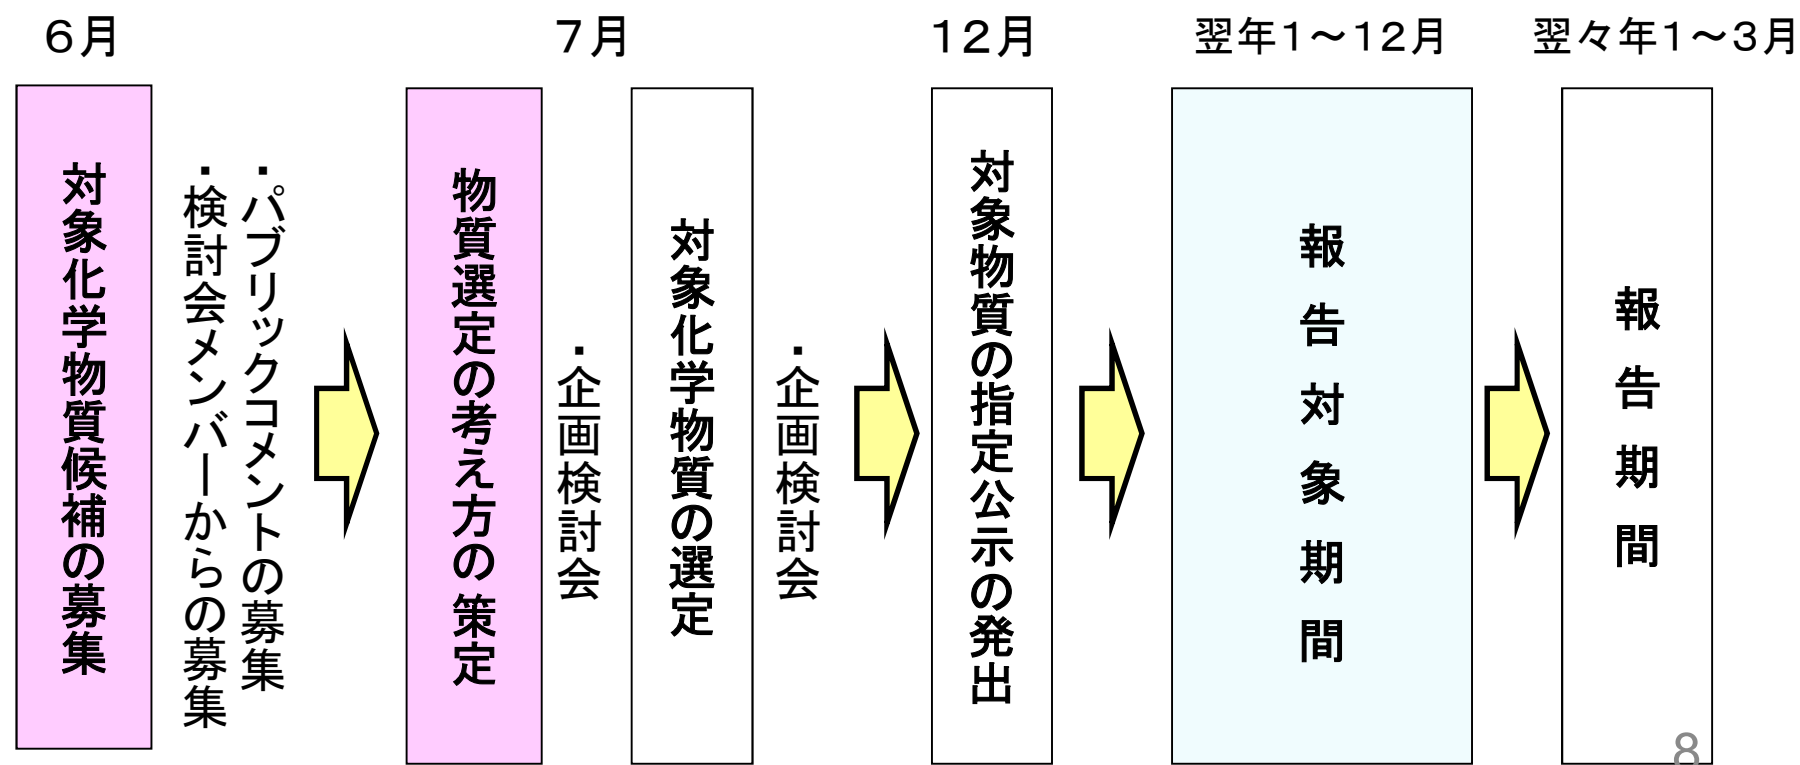 ６月
７月
１２月
翌年１～１２月
翌々年１～３月
対象化学物質候補の募集
・パブリックコメントの募集
・検討会メンバーからの募集
物質選定の考え方の策定
・企画検討会
対象化学物質の選定
・企画検討会
対象物質の指定公示の発出
報告対象期間
報告期間
8